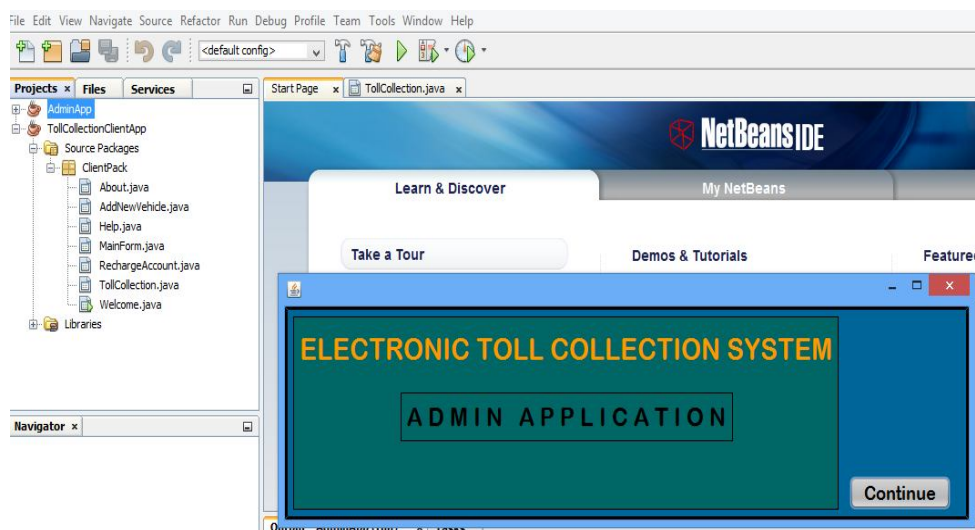 File Edit View Navigate Source Refactor Run Debug Profile Team Tools Window Help
<default config>
Projects Files Services
Start Page TollCollection.java
AdminApp
TollCollectionClientApp
Source Packages
ClientPack
About.java
AddNewVehicle.java
Help.java
MainForm.java
RechargeAccount.java
TollCollection.java
Welcome.java
Libraries
Navigator
NetBeans IDE
Learn & Discover
My NetBeans
Take a Tour
Demos & Tutorials
ELECTRONIC TOLL COLLECTION SYSTEM
ADMIN APPLICATION
Continue